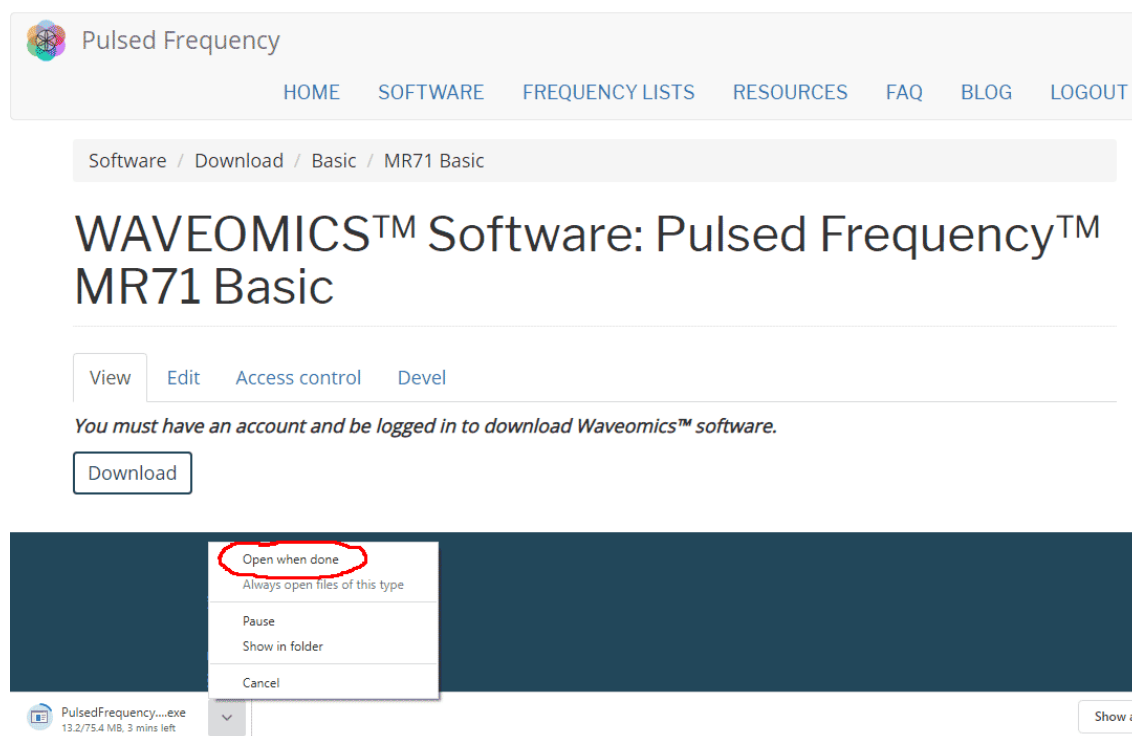 Pulsed Frequency
HOME SOFTWARE FREQUENCY LISTS RESOURCES FAQ BLOG LOGOUT
Software / Download / Basic / MR71 Basic
WAVEOMICS™ Software: Pulsed Frequency™
MR71 Basic
View Edit Access control Devel
You must have an account and be logged in to download Waveomics™ software.
Download
Open when done
Always open files of this type
Pause
Show in folder
Cancel
PulsedFrequency....exe
13.2/75.4 MB, 3 mins left
Show